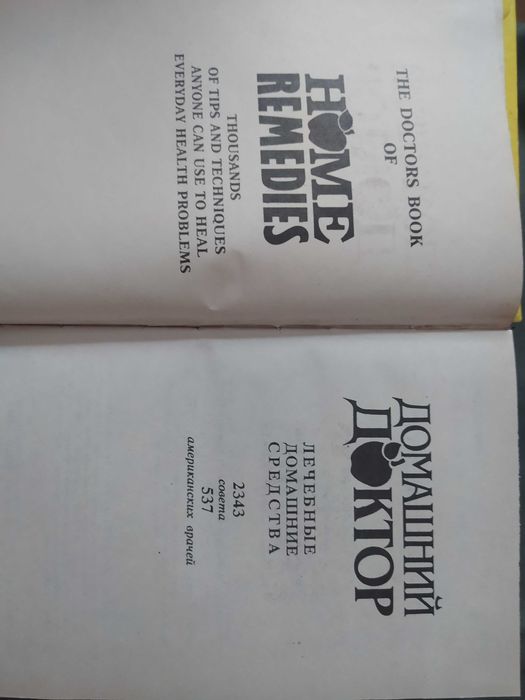 THE DOCTORS BOOK
OF
HOME
REMEDIES
THOUSANDS
OF TIPS AND TECHNIQUES
ANYONE CAN USE TO HEAL
EVERYDAY HEALTH PROBLEMS
ДОМАШНИЙ
ДОКТОР
ЛЕЧЕБНЫЕ
ДОМАШНИЕ
СРЕДСТВА
2343
совета
537
американских врачей